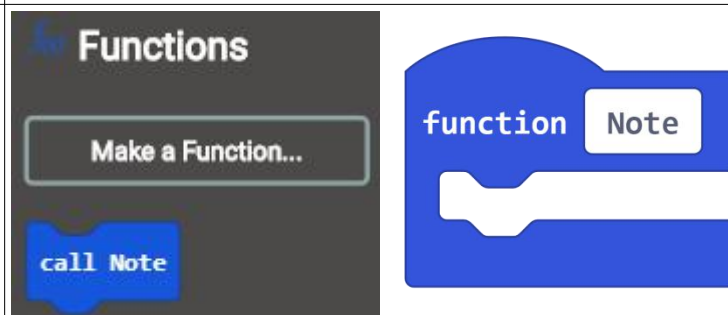 Functions
Make a Function...
call Note
function Note